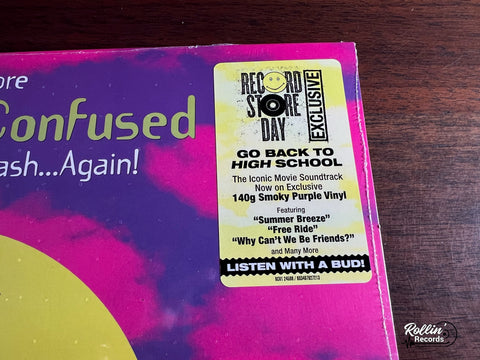 ore
Confused
ash...Again!
RECORD
STORE
DAY
EXCLUSIVE
GO BACK TO
HIGH SCHOOL
The Iconic Movie Soundtrack
Now on Exclusive
140g Smoky Purple Vinyl
Featuring
“Summer Breeze”
“Free Ride”
“Why Can’t We Be Friends?”
and Many More
LISTEN WITH A BUD!
Rollin’
Records